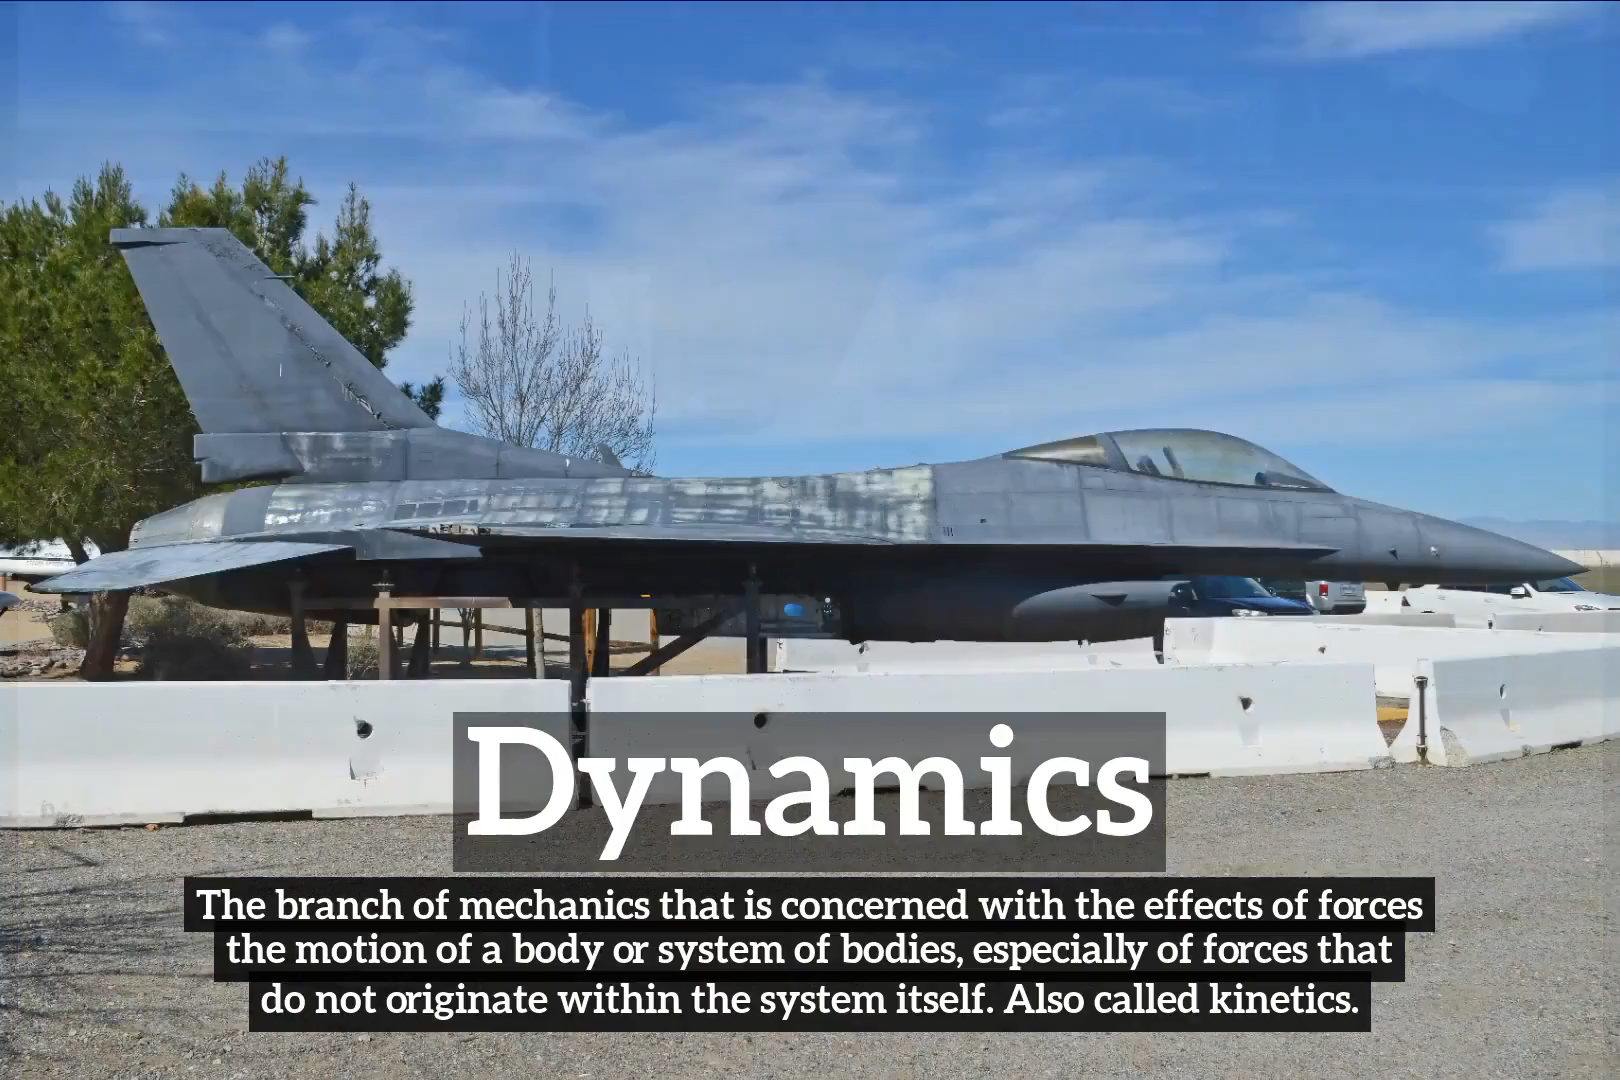 Dynamics
The branch of mechanics that is concerned with the effects of forces
the motion of a body or system of bodies, especially of forces that
do not originate within the system itself. Also called kinetics.